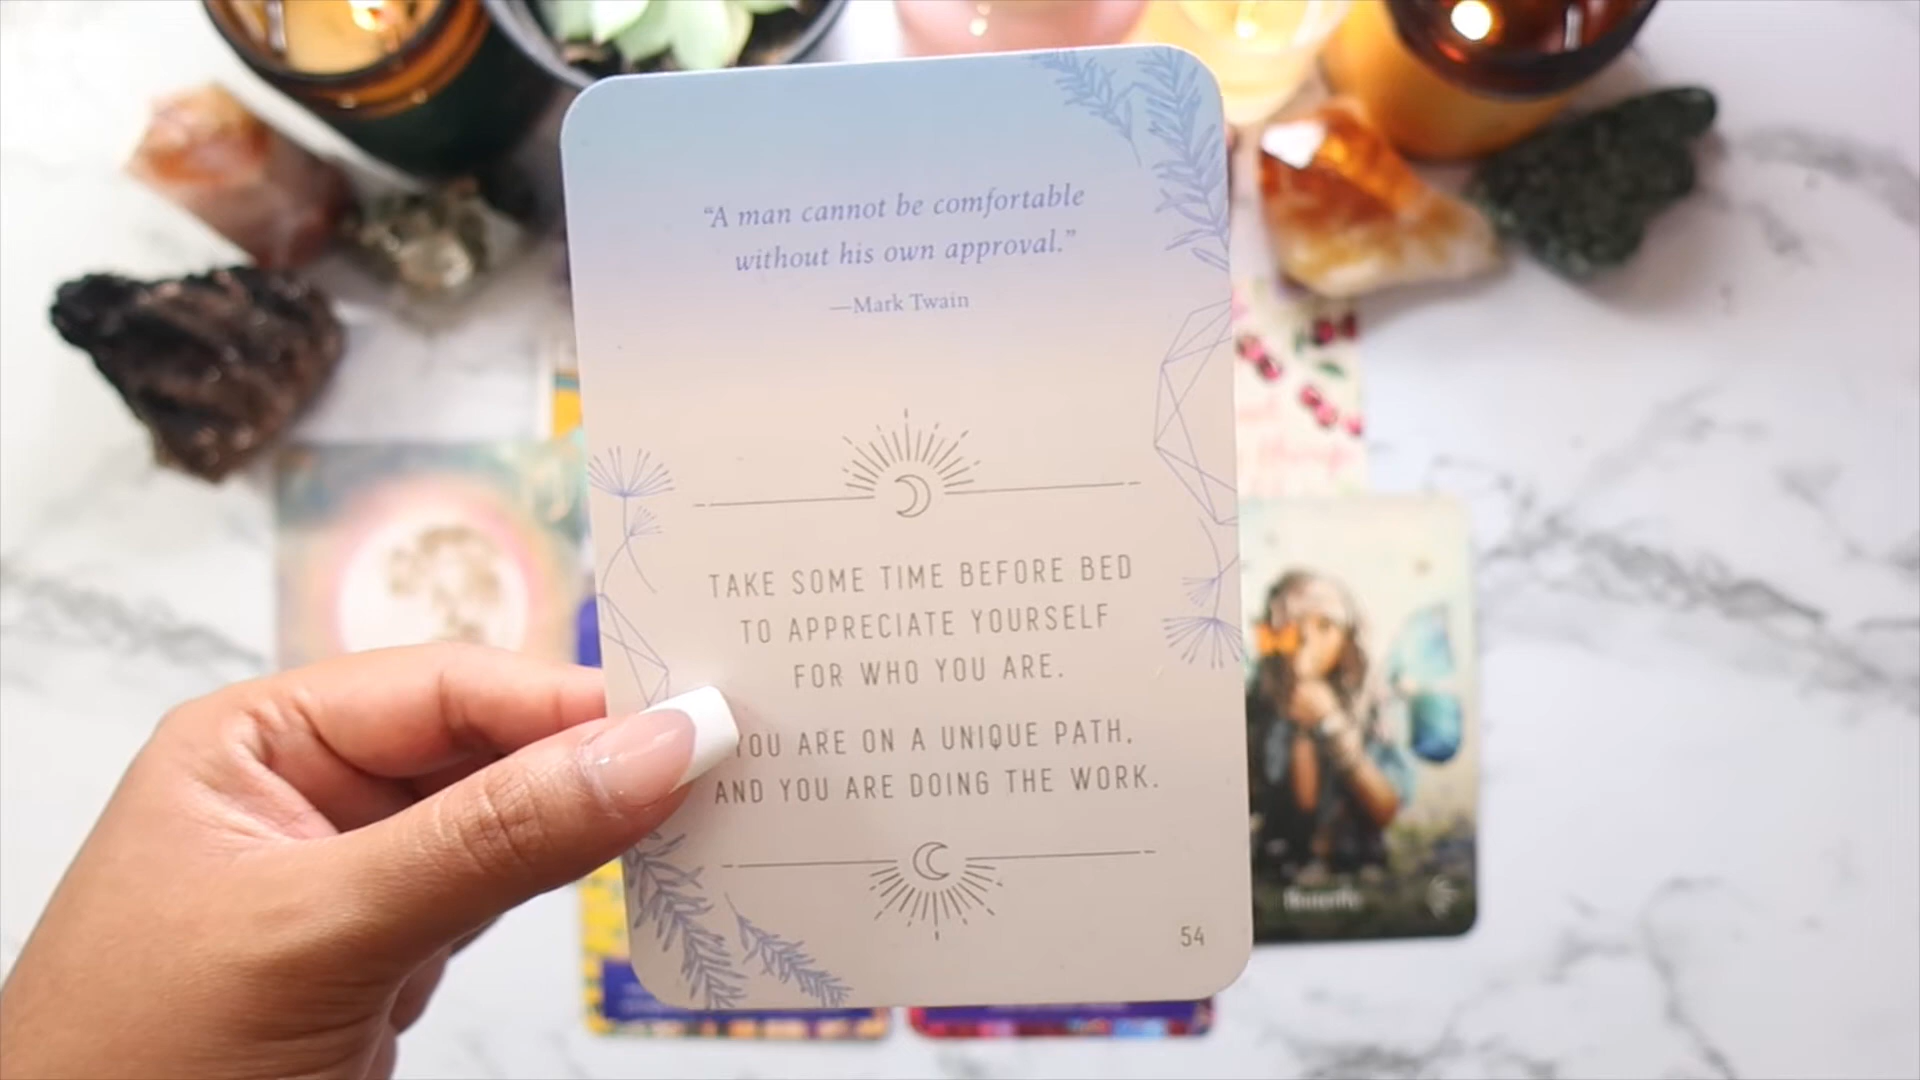 “A man cannot be comfortable
without his own approval.”
—Mark Twain
TAKE SOME TIME BEFORE BED
TO APPRECIATE YOURSELF
FOR WHO YOU ARE.
YOU ARE ON A UNIQUE PATH,
AND YOU ARE DOING THE WORK.
54